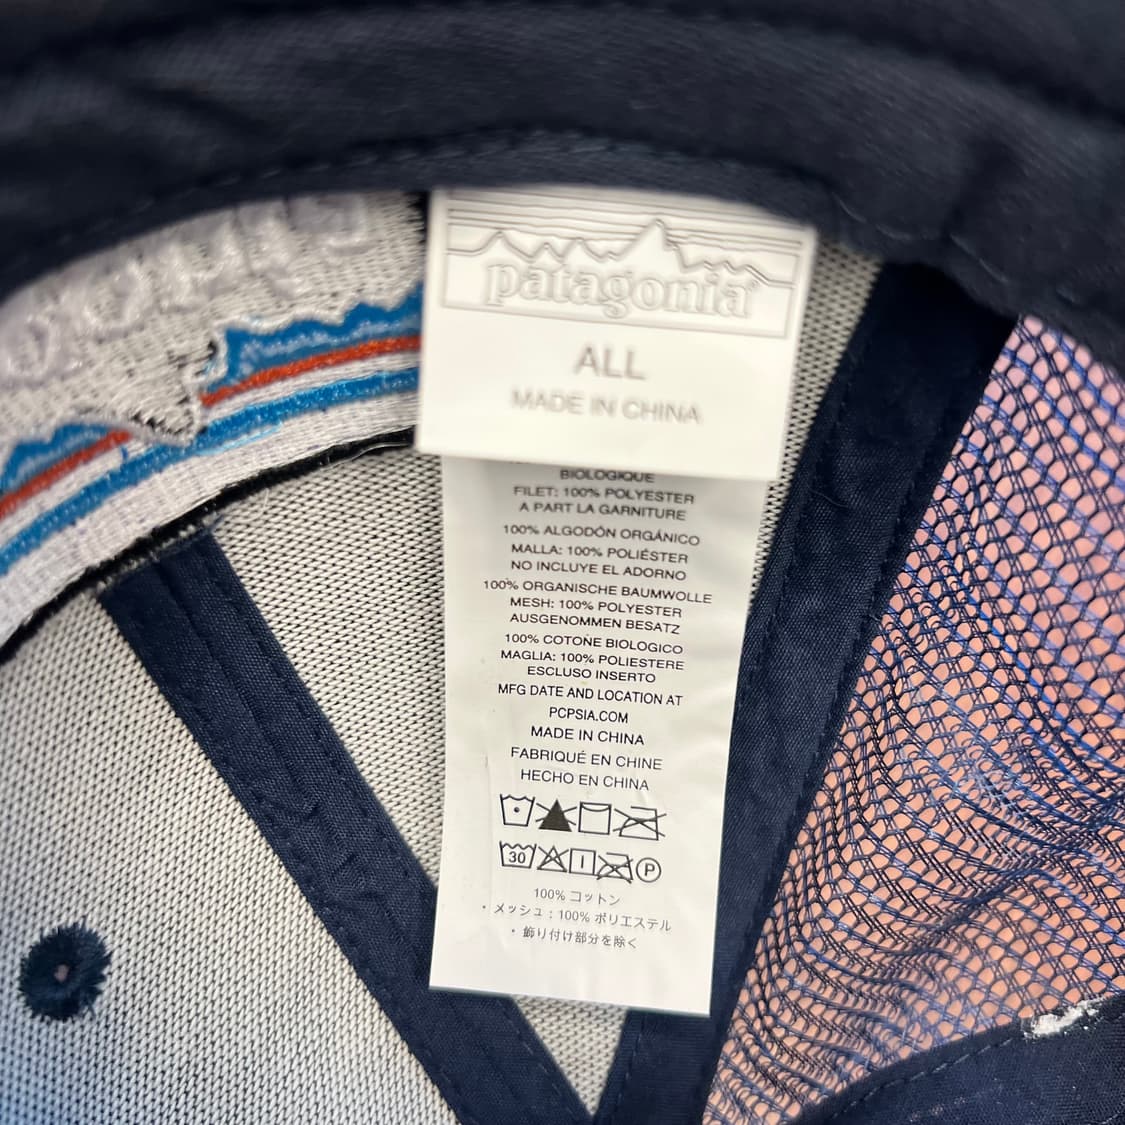 patagonia®
ALL
MADE IN CHINA
BIOLOGIQUE
FILET: 100% POLYESTER
A PART LA GARNITURE
100% ALGODÓN ORGÁNICO
MALLA: 100% POLIÉSTER
NO INCLUYE EL ADORNO
100% ORGANISCHE BAUMWOLLE
MESH: 100% POLYESTER
AUSGENOMMEN BESATZ
100% COTONE BIOLOGICO
MAGLIA: 100% POLIESTERE
ESCLUSO INSERTO
MFG DATE AND LOCATION AT
PCPSIA.COM
MADE IN CHINA
FABRIQUÉ EN CHINE
HECHO EN CHINA
30 P
100% コットン
・メッシュ：100% ポリエステル
・飾り付け部分を除く